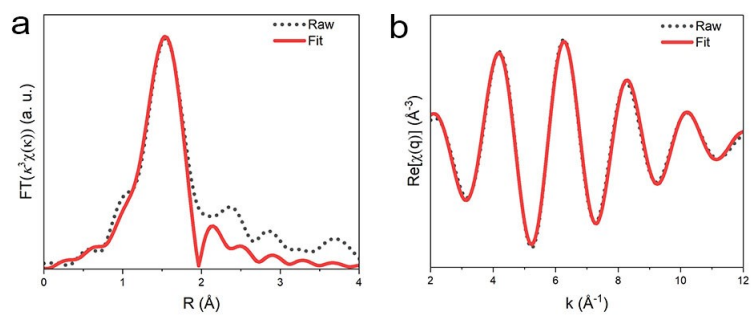 a
Raw
Fit
FT(κ³χ(κ)) (a. u.)
0 1 2 3 4
R (Å)
b
Raw
Fit
Re[χ(q)] (Å⁻³)
2 4 6 8 10 12
k (Å⁻¹)